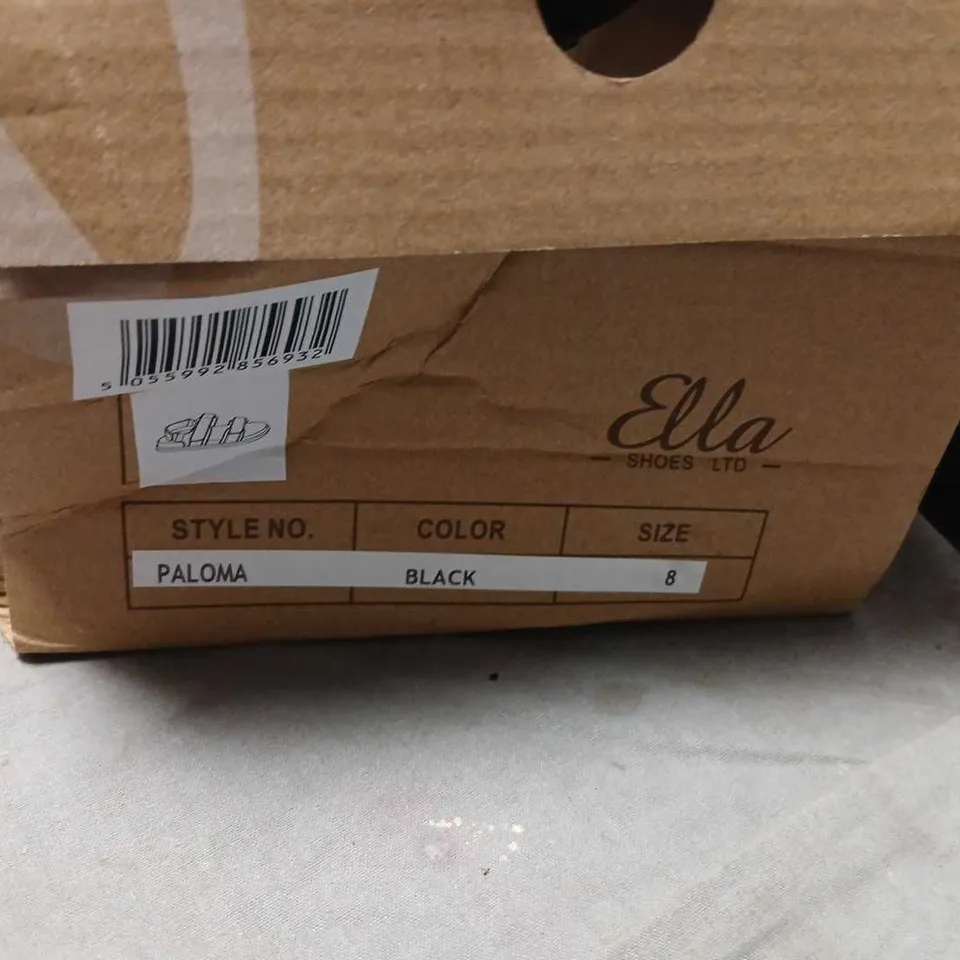 5 055992 856932
Ella
SHOES LTD
STYLE NO. COLOR SIZE
PALOMA BLACK 8